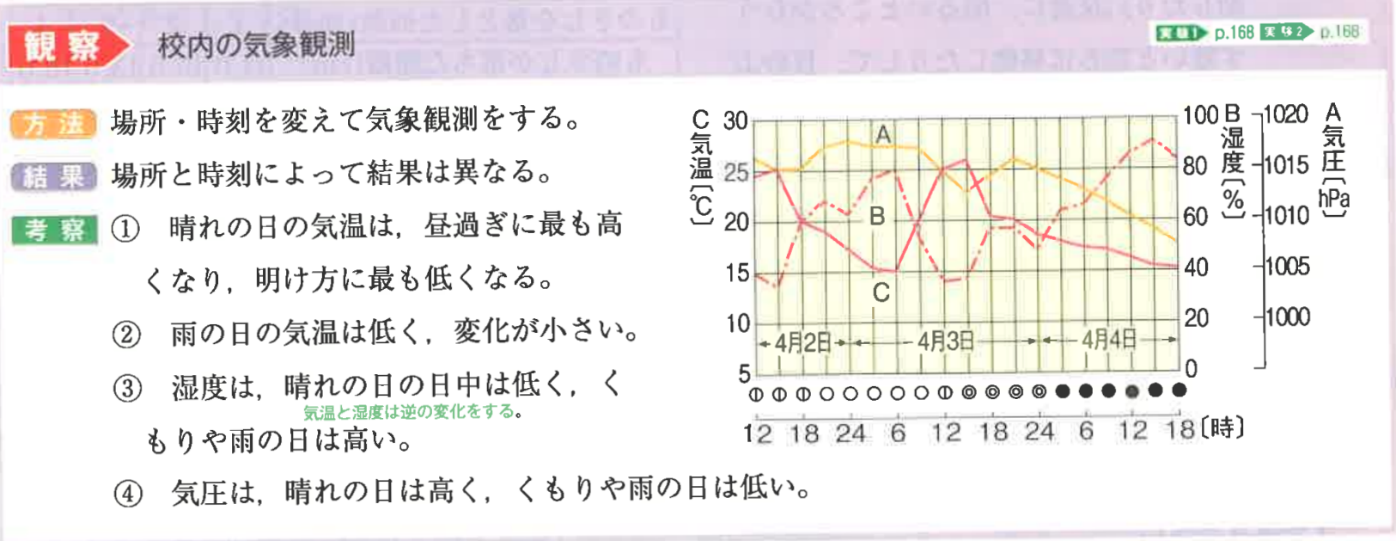 観察 校内の気象観測 実験1 p.168 実験2 p.168
方法 場所・時刻を変えて気象観測をする。
結果 場所と時刻によって結果は異なる。
考察 ① 晴れの日の気温は，昼過ぎに最も高
くなり，明け方に最も低くなる。
② 雨の日の気温は低く，変化が小さい。
③ 湿度は，晴れの日の日中は低く，く
気温と湿度は逆の変化をする。
もりや雨の日は高い。
④ 気圧は，晴れの日は高く，くもりや雨の日は低い。
C 気温〔℃〕
30
25
20
15
10
5
A
B
C
4月2日 4月3日 4月4日
100
80
60
40
20
0
B 湿度〔%〕
1020
1015
1010
1005
1000
A 気圧〔hPa〕
12 18 24 6 12 18 24 6 12 18〔時〕